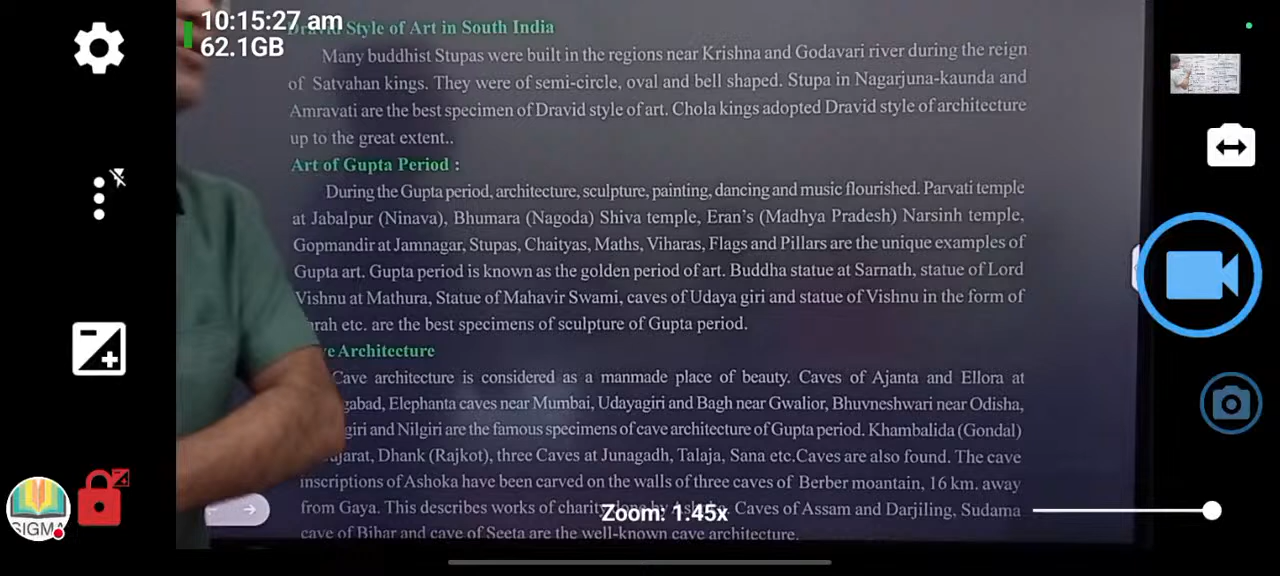 10:15:27 am
62.1GB
Dravid Style of Art in South India
Many buddhist Stupas were built in the regions near Krishna and Godavari river during the reign
of Satvahan kings. They were of semi-circle, oval and bell shaped. Stupa in Nagarjuna-kaunda and
Amravati are the best specimen of Dravid style of art. Chola kings adopted Dravid style of architecture
up to the great extent..
Art of Gupta Period :
During the Gupta period, architecture, sculpture, painting, dancing and music flourished. Parvati temple
at Jabalpur (Ninava), Bhumara (Nagoda) Shiva temple, Eran's (Madhya Pradesh) Narsinh temple,
Gopmandir at Jamnagar, Stupas, Chaityas, Maths, Viharas, Flags and Pillars are the unique examples of
Gupta art. Gupta period is known as the golden period of art. Buddha statue at Sarnath, statue of Lord
Vishnu at Mathura, Statue of Mahavir Swami, caves of Udaya giri and statue of Vishnu in the form of
etc. are the best specimens of sculpture of Gupta period.
Architecture
Cave architecture is considered as a manmade place of beauty. Caves of Ajanta and Ellora at
Elephanta caves near Mumbai, Udayagiri and Bagh near Gwalior, Bhuvneshwari near Odisha,
and Nilgiri are the famous specimens of cave architecture of Gupta period. Khambalida (Gondal)
Dhank (Rajkot), three Caves at Junagadh, Talaja, Sana etc.Caves are also found. The cave
inscriptions of Ashoka have been carved on the walls of three caves of Berber moantain, 16 km. away
from Gaya. This describes works of charity Caves of Assam and Darjiling, Sudama
cave of Bihar and cave of Seeta are the well-known cave architecture.
Zoom: 1.45x
SIGMA